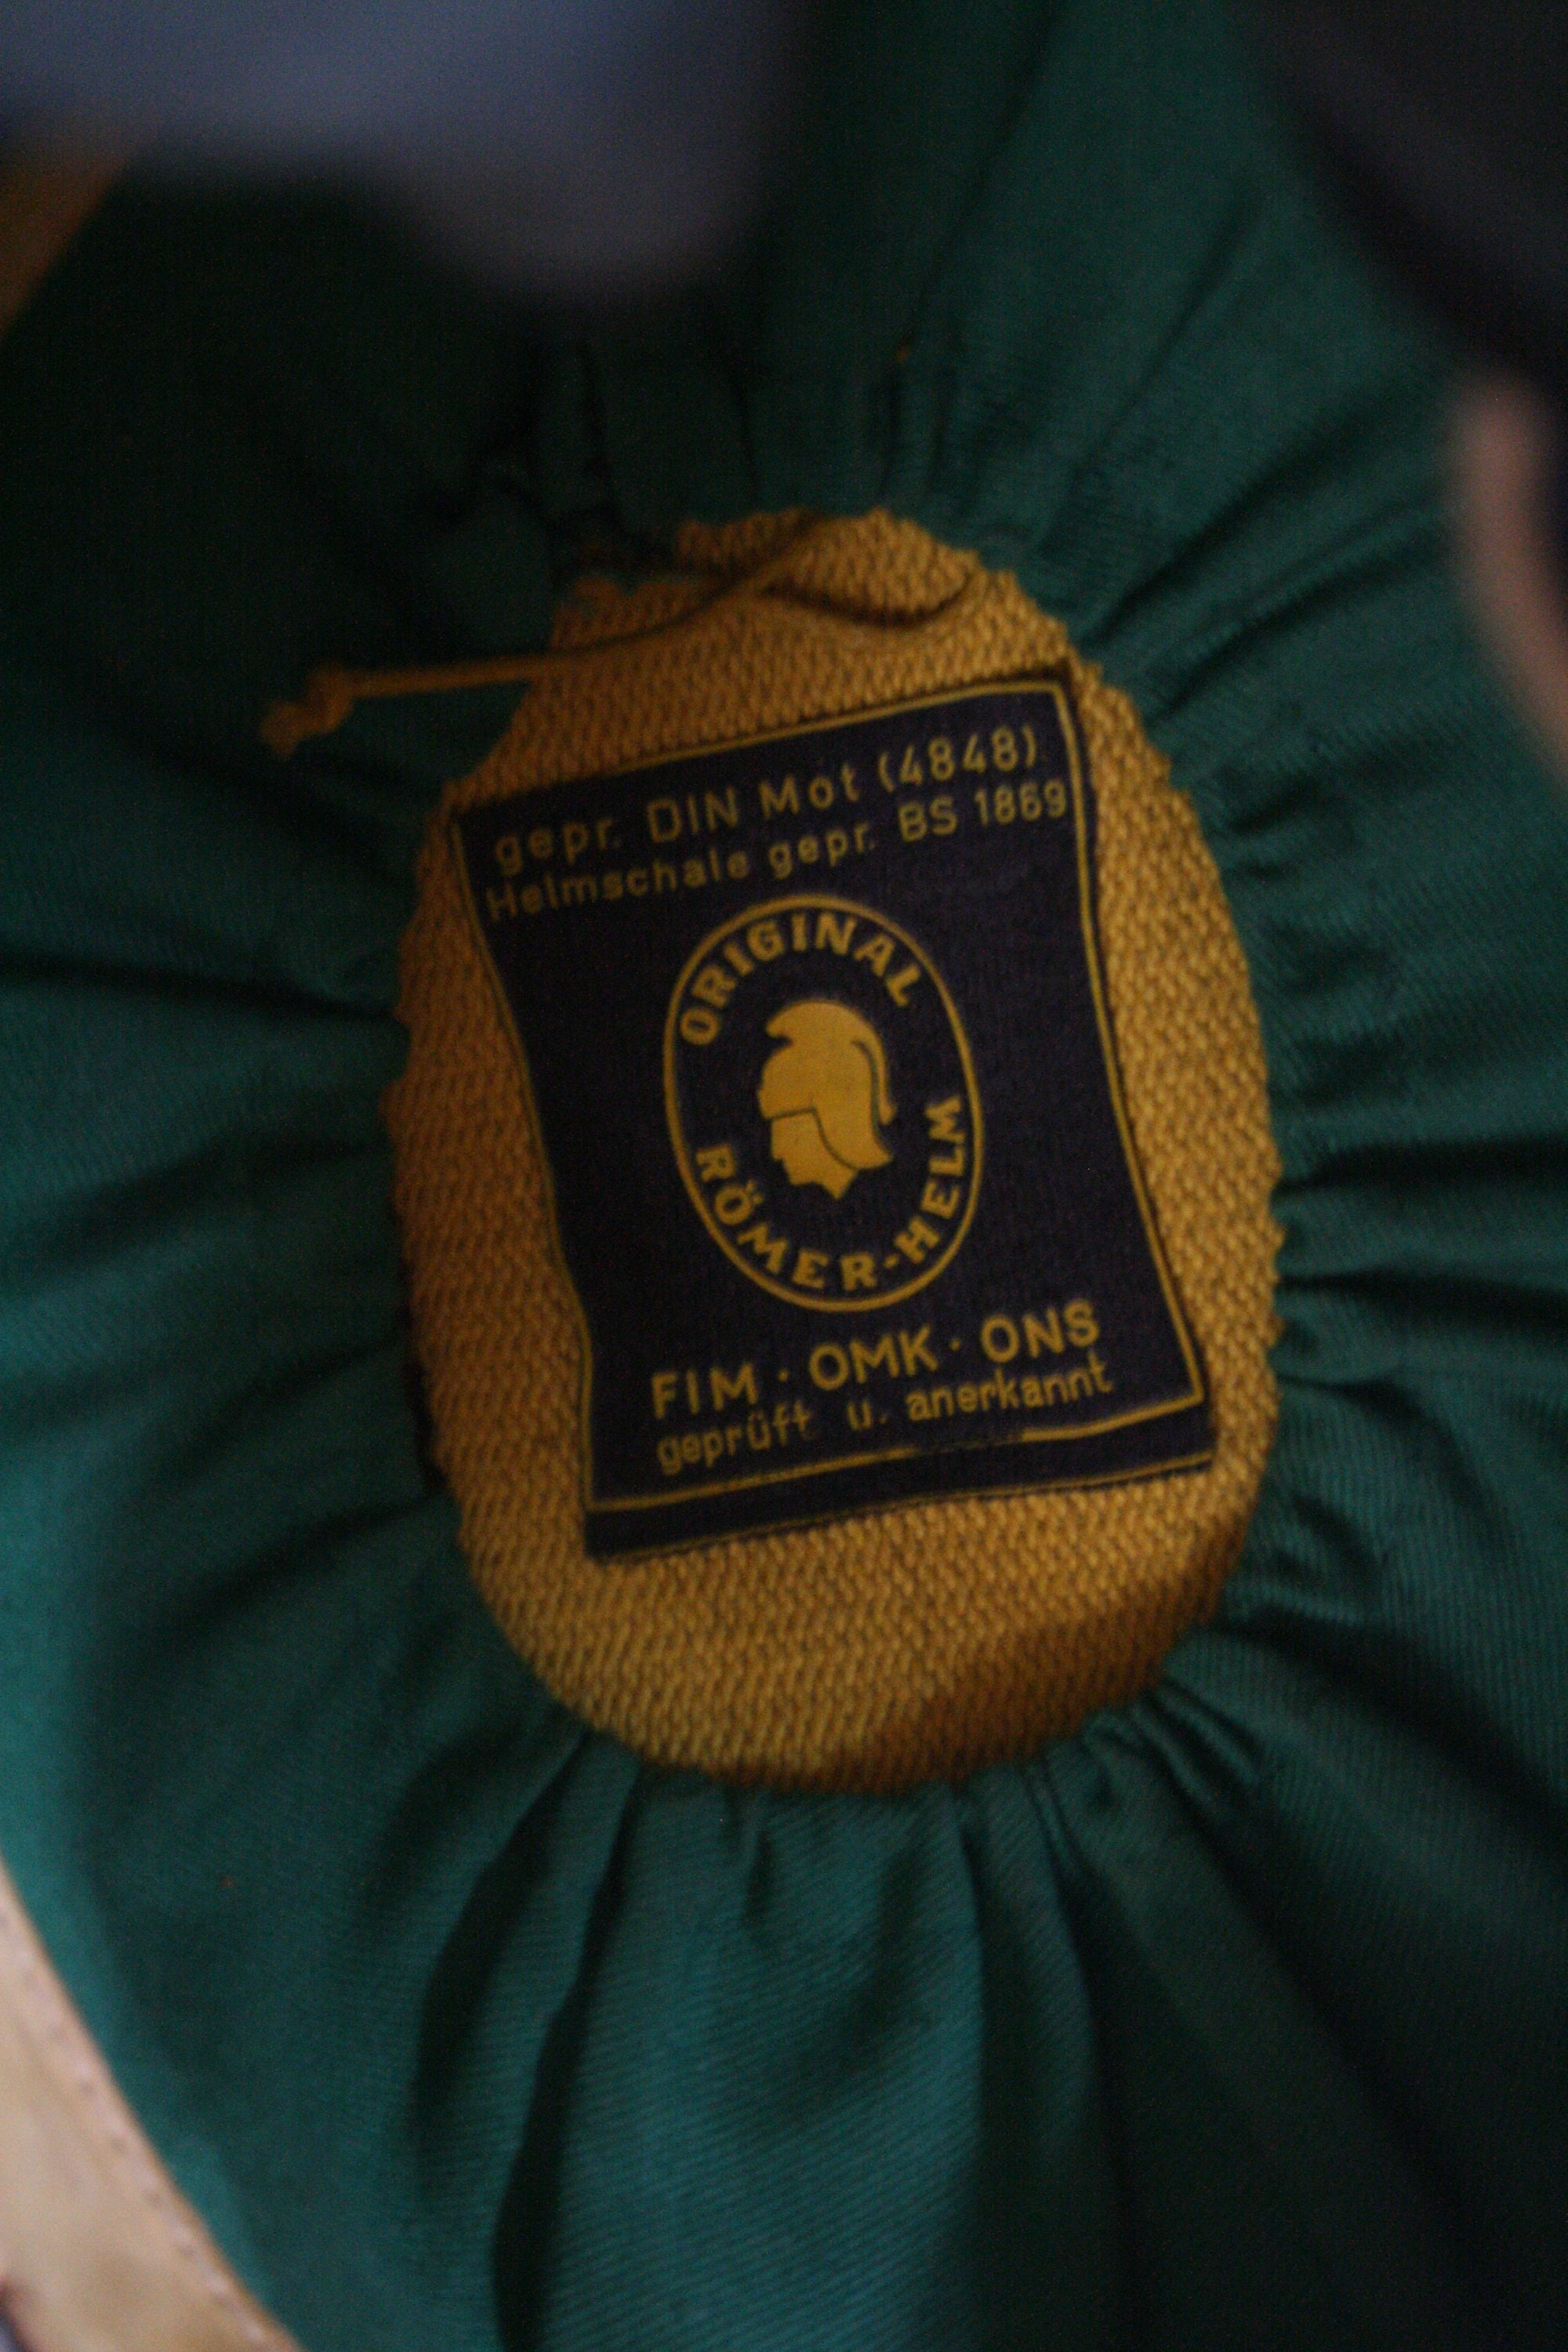 gepr. DIN Mot (4848)
Helmschale gepr. BS 1869
ORIGINAL
RÖMER-HELM
FIM · OMK · ONS
geprüft u. anerkannt